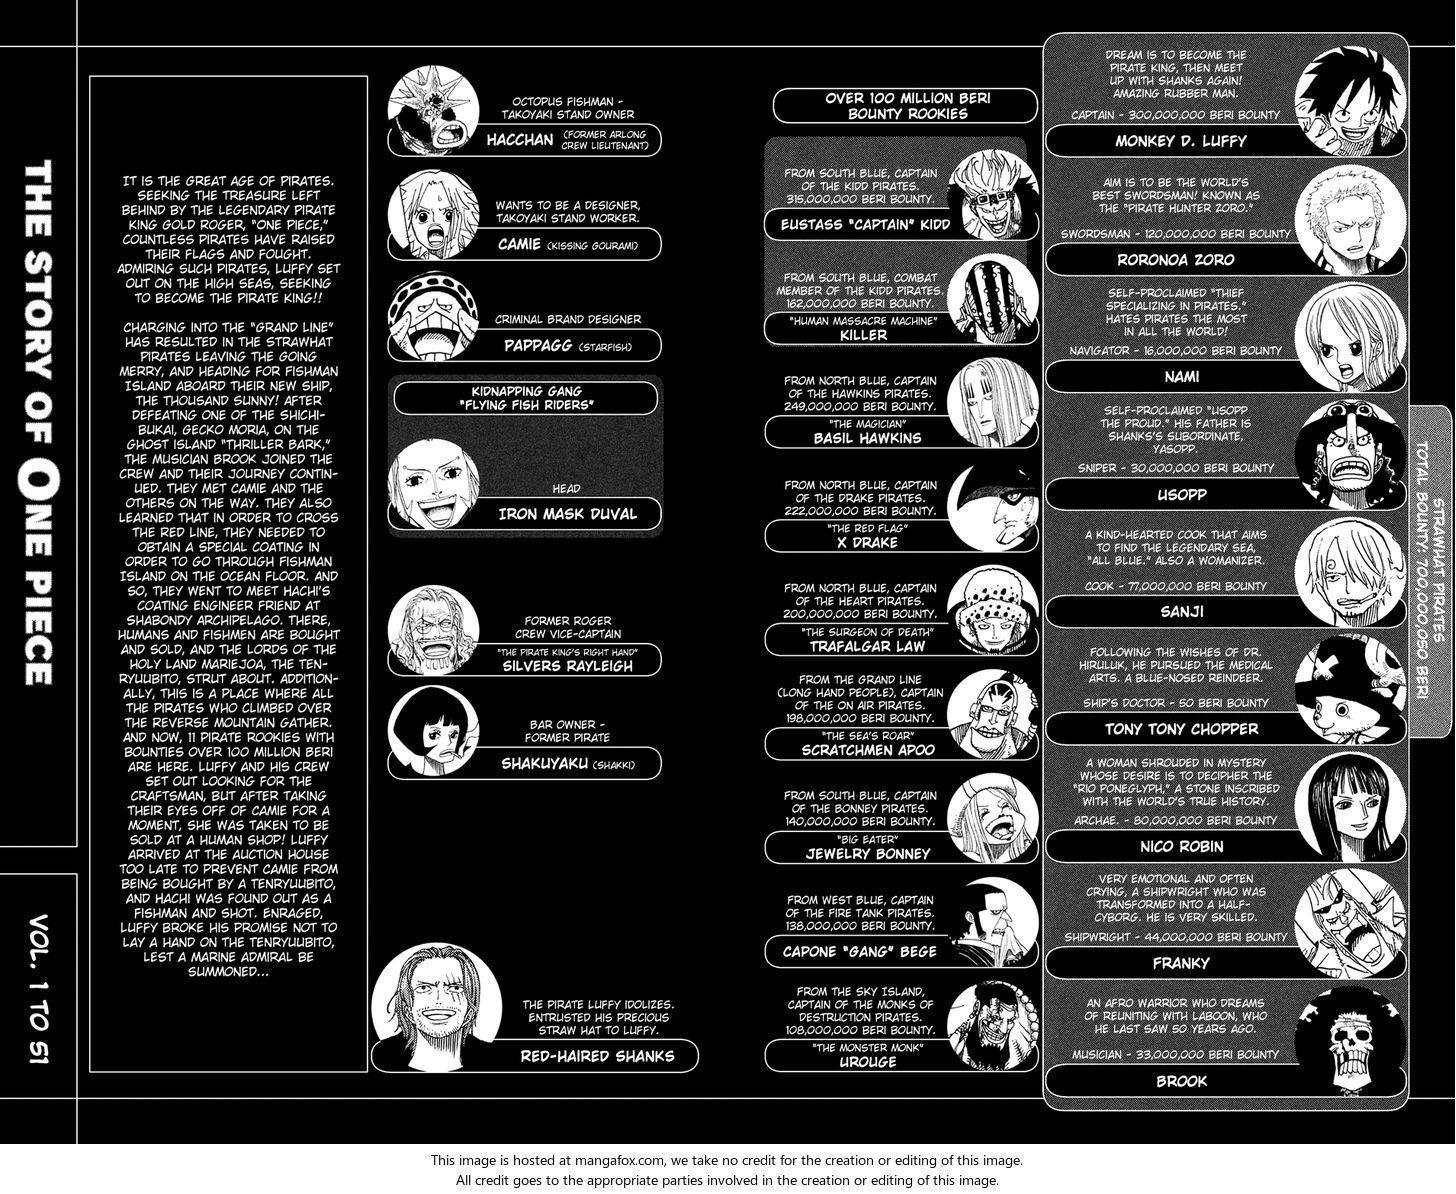 THE STORY OF ONE PIECE
VOL. 1 TO 51
IT IS THE GREAT AGE OF PIRATES.
SEEKING THE TREASURE LEFT
BEHIND BY THE LEGENDARY PIRATE
KING GOLD ROGER, "ONE PIECE,"
COUNTLESS PIRATES HAVE RAISED
THEIR FLAGS AND FOUGHT.
ADMIRING SUCH PIRATES, LUFFY SET
OUT ON THE HIGH SEAS, SEEKING
TO BECOME THE PIRATE KING!!
CHARGING INTO THE "GRAND LINE"
HAS RESULTED IN THE STRAWHAT
PIRATES LEAVING THE GOING
MERRY, AND HEADING FOR FISHMAN
ISLAND ABOARD THEIR NEW SHIP,
THE THOUSAND SUNNY! AFTER
DEFEATING ONE OF THE SHICHI-
BUKAI, GECKO MORIA, ON THE
GHOST ISLAND "THRILLER BARK,"
THE MUSICIAN BROOK JOINED THE
CREW AND THEIR JOURNEY CONTIN-
UED. THEY MET CAMIE AND THE
OTHERS ON THE WAY. THEY ALSO
LEARNED THAT IN ORDER TO CROSS
THE RED LINE, THEY NEEDED TO
OBTAIN A SPECIAL COATING IN
ORDER TO GO THROUGH FISHMAN
ISLAND ON THE OCEAN FLOOR. AND
SO, THEY WENT TO MEET HACHI'S
COATING ENGINEER FRIEND AT
SHABONDY ARCHIPELAGO. THERE,
HUMANS AND FISHMEN ARE BOUGHT
AND SOLD, AND THE LORDS OF THE
HOLY LAND MARIEJOA, THE TEN-
RYUUBITO, STRUT ABOUT. ADDITION-
ALLY, THIS IS A PLACE WHERE ALL
THE PIRATES WHO CLIMBED OVER
THE REVERSE MOUNTAIN GATHER.
AND NOW, 11 PIRATE ROOKIES WITH
BOUNTIES OVER 100 MILLION BERI
ARE HERE. LUFFY AND HIS CREW
SET OUT LOOKING FOR THE
CRAFTSMAN, BUT AFTER TAKING
THEIR EYES OFF OF CAMIE FOR A
MOMENT, SHE WAS TAKEN TO BE
SOLD AT A HUMAN SHOP! LUFFY
ARRIVED AT THE AUCTION HOUSE
TOO LATE TO PREVENT CAMIE FROM
BEING BOUGHT BY A TENRYUUBITO,
AND HACHI WAS FOUND OUT AS A
FISHMAN AND SHOT. ENRAGED,
LUFFY BROKE HIS PROMISE NOT TO
LAY A HAND ON THE TENRYUUBITO,
LEST A MARINE ADMIRAL BE
SUMMONED...
OCTOPUS FISHMAN -
TAKOYAKI STAND OWNER
HACCHAN (FORMER ARLONG
CREW LIEUTENANT)
WANTS TO BE A DESIGNER,
TAKOYAKI STAND WORKER.
CAMIE (KISSING GOURAMI)
CRIMINAL BRAND DESIGNER
PAPPAGG (STARFISH)
KIDNAPPING GANG
"FLYING FISH RIDERS"
HEAD
IRON MASK DUVAL
FORMER ROGER
CREW VICE-CAPTAIN
"THE PIRATE KING'S RIGHT HAND"
SILVERS RAYLEIGH
BAR OWNER -
FORMER PIRATE
SHAKUYAKU (SHAKKI)
THE PIRATE LUFFY IDOLIZES.
ENTRUSTED HIS PRECIOUS
STRAW HAT TO LUFFY.
RED-HAIRED SHANKS
OVER 100 MILLION BERI
BOUNTY ROOKIES
FROM SOUTH BLUE, CAPTAIN
OF THE KIDD PIRATES.
315,000,000 BERI BOUNTY.
EUSTASS "CAPTAIN" KIDD
FROM SOUTH BLUE, COMBAT
MEMBER OF THE KIDD PIRATES.
162,000,000 BERI BOUNTY.
"HUMAN MASSACRE MACHINE"
KILLER
FROM NORTH BLUE, CAPTAIN
OF THE HAWKINS PIRATES.
249,000,000 BERI BOUNTY.
"THE MAGICIAN"
BASIL HAWKINS
FROM NORTH BLUE, CAPTAIN
OF THE DRAKE PIRATES.
222,000,000 BERI BOUNTY.
"THE RED FLAG"
X DRAKE
FROM NORTH BLUE, CAPTAIN
OF THE HEART PIRATES.
200,000,000 BERI BOUNTY.
"THE SURGEON OF DEATH"
TRAFALGAR LAW
FROM THE GRAND LINE
(LONG HAND PEOPLE), CAPTAIN
OF THE ON AIR PIRATES.
198,000,000 BERI BOUNTY.
"THE SEA'S ROAR"
SCRATCHMEN APOO
FROM SOUTH BLUE, CAPTAIN
OF THE BONNEY PIRATES.
140,000,000 BERI BOUNTY.
"BIG EATER"
JEWELRY BONNEY
FROM WEST BLUE, CAPTAIN
OF THE FIRE TANK PIRATES.
138,000,000 BERI BOUNTY.
CAPONE "GANG" BEGE
FROM THE SKY ISLAND,
CAPTAIN OF THE MONKS OF
DESTRUCTION PIRATES.
108,000,000 BERI BOUNTY.
"THE MONSTER MONK"
UROUGE
DREAM IS TO BECOME THE
PIRATE KING, THEN MEET
UP WITH SHANKS AGAIN!
AMAZING RUBBER MAN.
CAPTAIN - 300,000,000 BERI BOUNTY
MONKEY D. LUFFY
AIM IS TO BE THE WORLD'S
BEST SWORDSMAN! KNOWN AS
THE "PIRATE HUNTER ZORO."
SWORDSMAN - 120,000,000 BERI BOUNTY
RORONOA ZORO
SELF-PROCLAIMED "THIEF
SPECIALIZING IN PIRATES."
HATES PIRATES THE MOST
IN ALL THE WORLD!
NAVIGATOR - 16,000,000 BERI BOUNTY
NAMI
SELF-PROCLAIMED "USOPP
THE PROUD." HIS FATHER IS
SHANKS'S SUBORDINATE,
YASOPP.
SNIPER - 30,000,000 BERI BOUNTY
USOPP
A KIND-HEARTED COOK THAT AIMS
TO FIND THE LEGENDARY SEA,
"ALL BLUE." ALSO A WOMANIZER.
COOK - 77,000,000 BERI BOUNTY
SANJI
FOLLOWING THE WISHES OF DR.
HIRULUK, HE PURSUED THE MEDICAL
ARTS. A BLUE-NOSED REINDEER.
SHIP'S DOCTOR - 50 BERI BOUNTY
TONY TONY CHOPPER
A WOMAN SHROUDED IN MYSTERY
WHOSE DESIRE IS TO DECIPHER THE
"RIO PONEGLYPH," A STONE INSCRIBED
WITH THE WORLD'S TRUE HISTORY.
ARCHAE. - 80,000,000 BERI BOUNTY
NICO ROBIN
VERY EMOTIONAL AND OFTEN
CRYING, A SHIPWRIGHT WHO WAS
TRANSFORMED INTO A HALF-
CYBORG. HE IS VERY SKILLED.
SHIPWRIGHT - 44,000,000 BERI BOUNTY
FRANKY
AN AFRO WARRIOR WHO DREAMS
OF REUNITING WITH LABOON, WHO
HE LAST SAW 50 YEARS AGO.
MUSICIAN - 33,000,000 BERI BOUNTY
BROOK
STRAWHAT PIRATES
TOTAL BOUNTY: 700,000,050 BERI
This image is hosted at mangafox.com, we take no credit for the creation or editing of this image.
All credit goes to the appropriate parties involved in the creation or editing of this image.